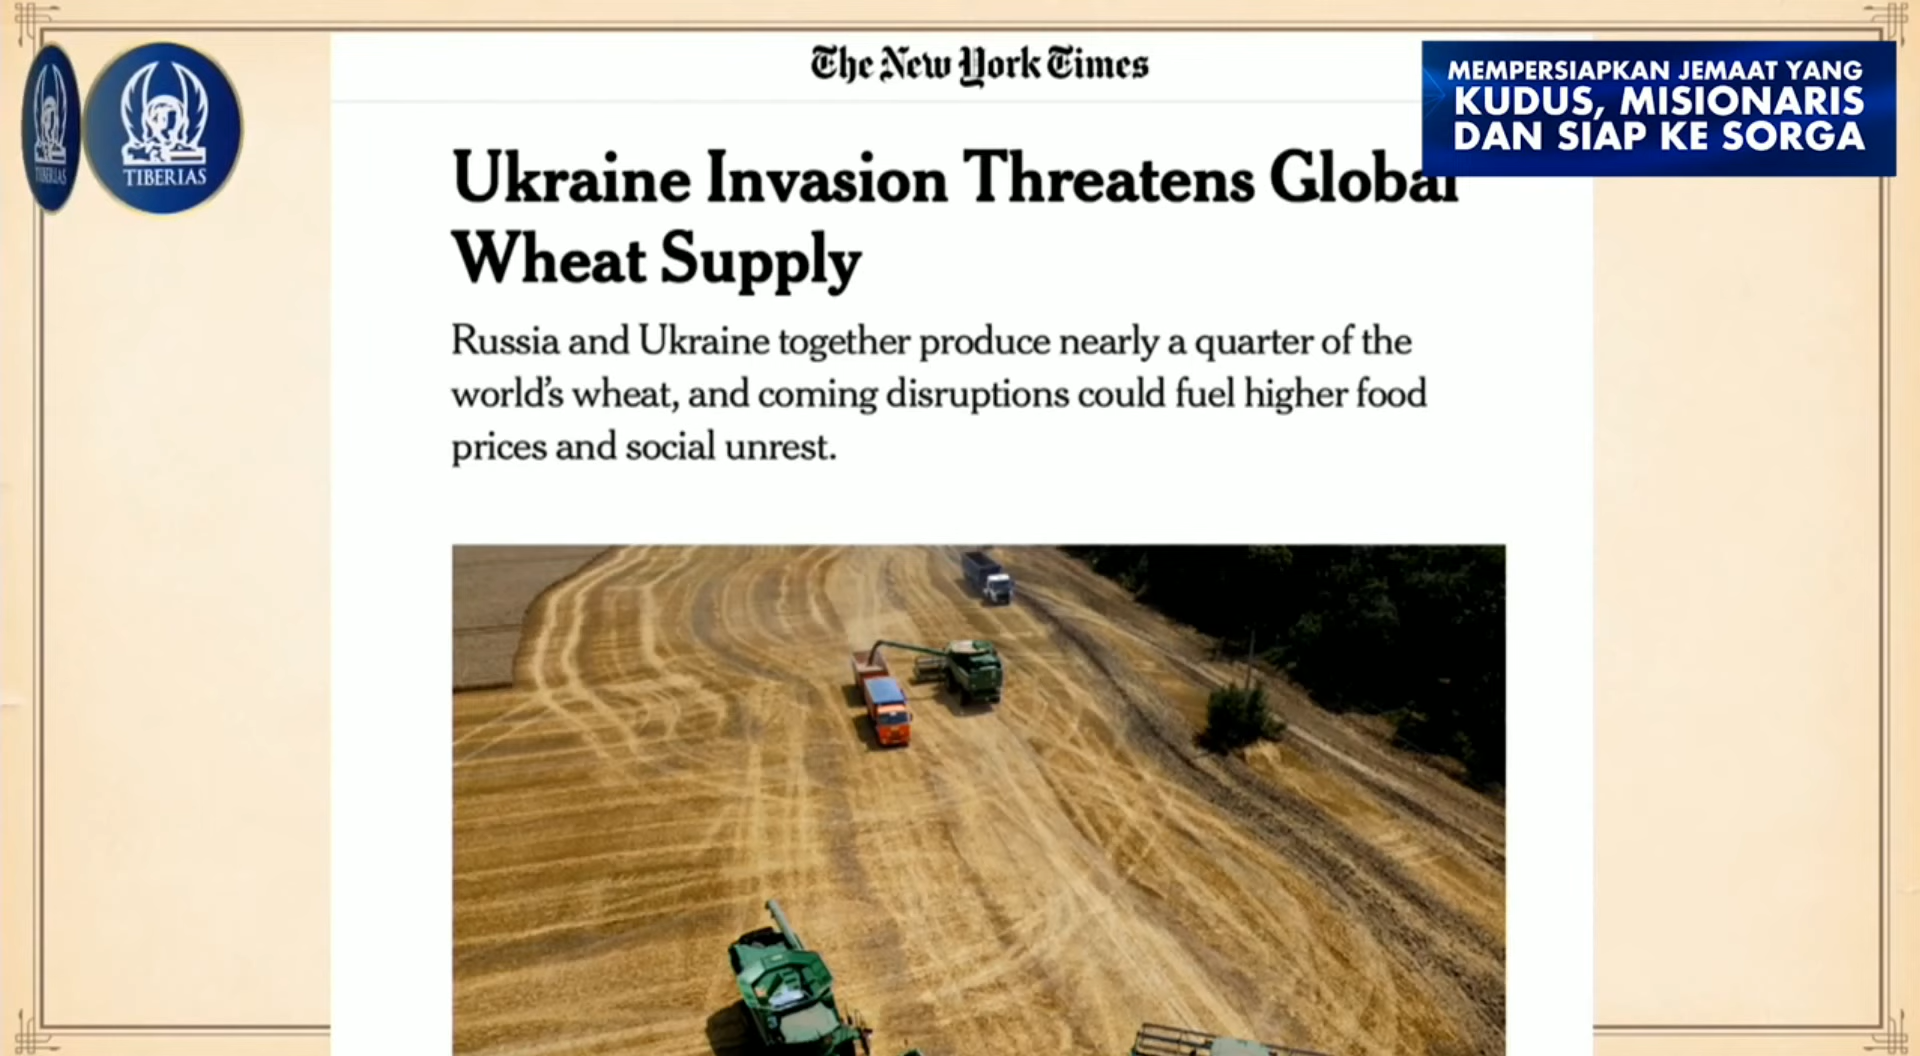 The New York Times
MEMPERSIAPKAN JEMAAT YANG
KUDUS, MISIONARIS
DAN SIAP KE SORGA
TIBERIAS
TIBERIAS
Ukraine Invasion Threatens Global
Wheat Supply
Russia and Ukraine together produce nearly a quarter of the
world’s wheat, and coming disruptions could fuel higher food
prices and social unrest.